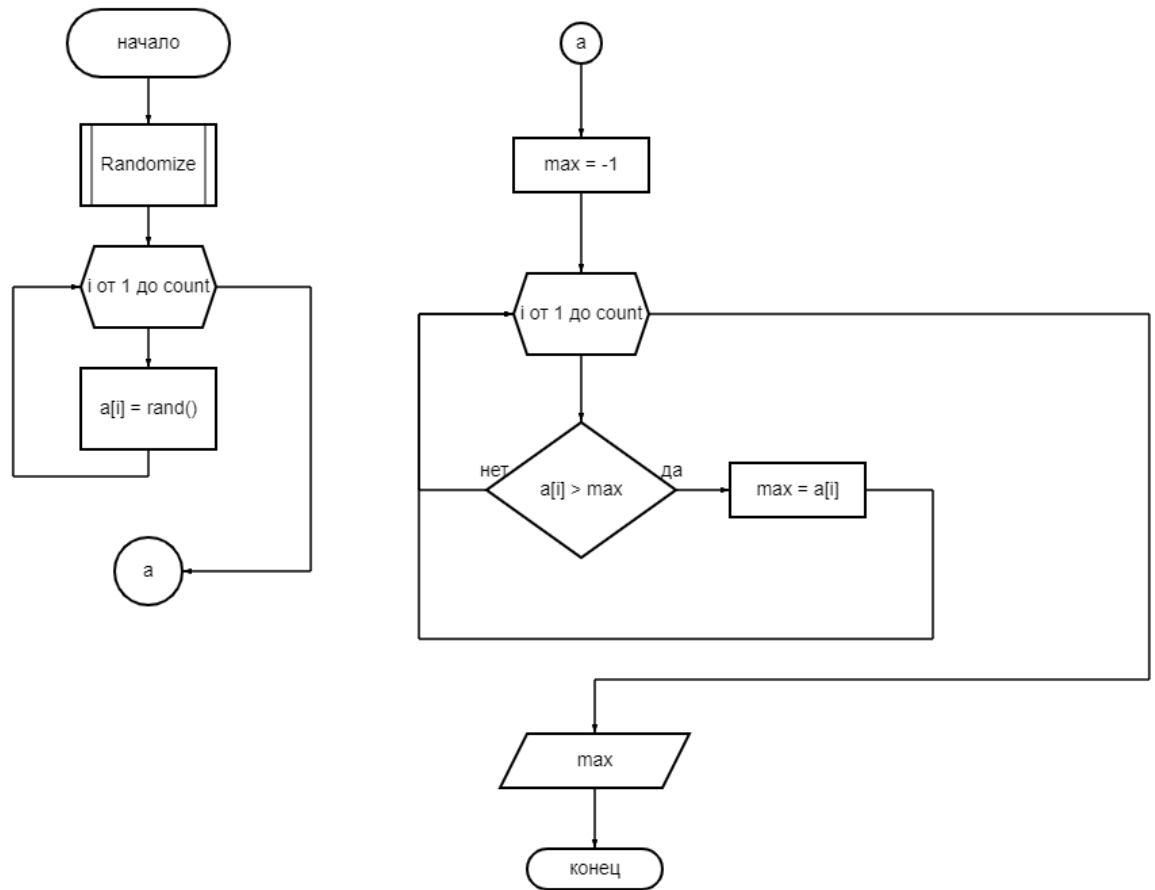 начало
Randomize
i от 1 до count
a[i] = rand()
a
a
max = -1
i от 1 до count
нет
да
a[i] > max
max = a[i]
max
конец